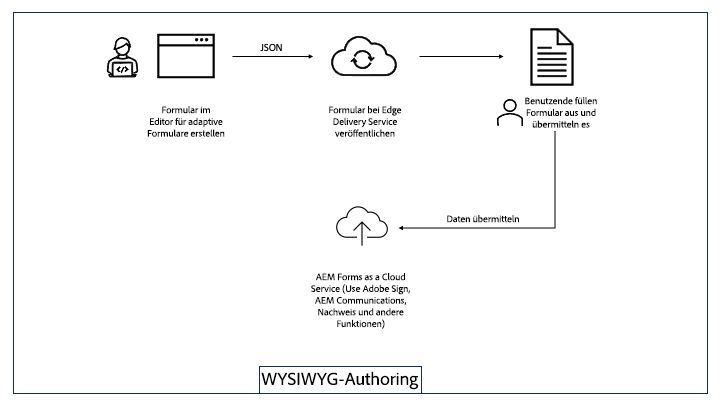 JSON
Formular im
Editor für adaptive
Formulare erstellen
Formular bei Edge
Delivery Service
veröffentlichen
Benutzende füllen
Formular aus und
übermitteln es
Daten übermitteln
AEM Forms as a Cloud
Service (Use Adobe Sign,
AEM Communications,
Nachweis und andere
Funktionen)
WYSIWYG-Authoring